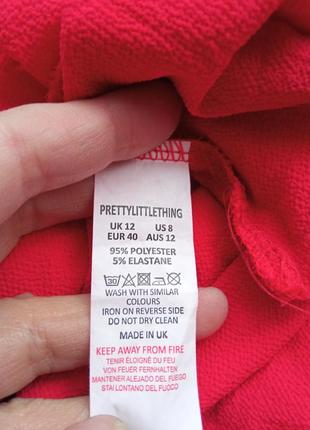 PRETTYLITTLETHING
UK 12 US 8
EUR 40 AUS 12
95% POLYESTER
5% ELASTANE
30
WASH WITH SIMILAR
COLOURS
IRON ON REVERSE SIDE
DO NOT DRY CLEAN
MADE IN UK
KEEP AWAY FROM FIRE
TENIR ÉLOIGNÉ DU FEU
VON FEUER FERNHALTEN
MANTENER ALEJADO DEL FUEGO
STAI LONTANO DEL FUOCO